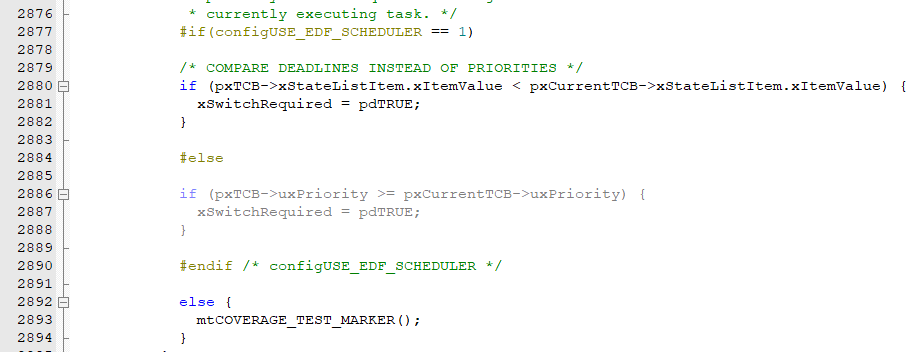 2876 * currently executing task. */
2877 #if(configUSE_EDF_SCHEDULER == 1)
2878
2879 /* COMPARE DEADLINES INSTEAD OF PRIORITIES */
2880 if (pxTCB->xStateListItem.xItemValue < pxCurrentTCB->xStateListItem.xItemValue) {
2881 xSwitchRequired = pdTRUE;
2882 }
2883
2884 #else
2885
2886 if (pxTCB->uxPriority >= pxCurrentTCB->uxPriority) {
2887 xSwitchRequired = pdTRUE;
2888 }
2889
2890 #endif /* configUSE_EDF_SCHEDULER */
2891
2892 else {
2893 mtCOVERAGE_TEST_MARKER();
2894 }